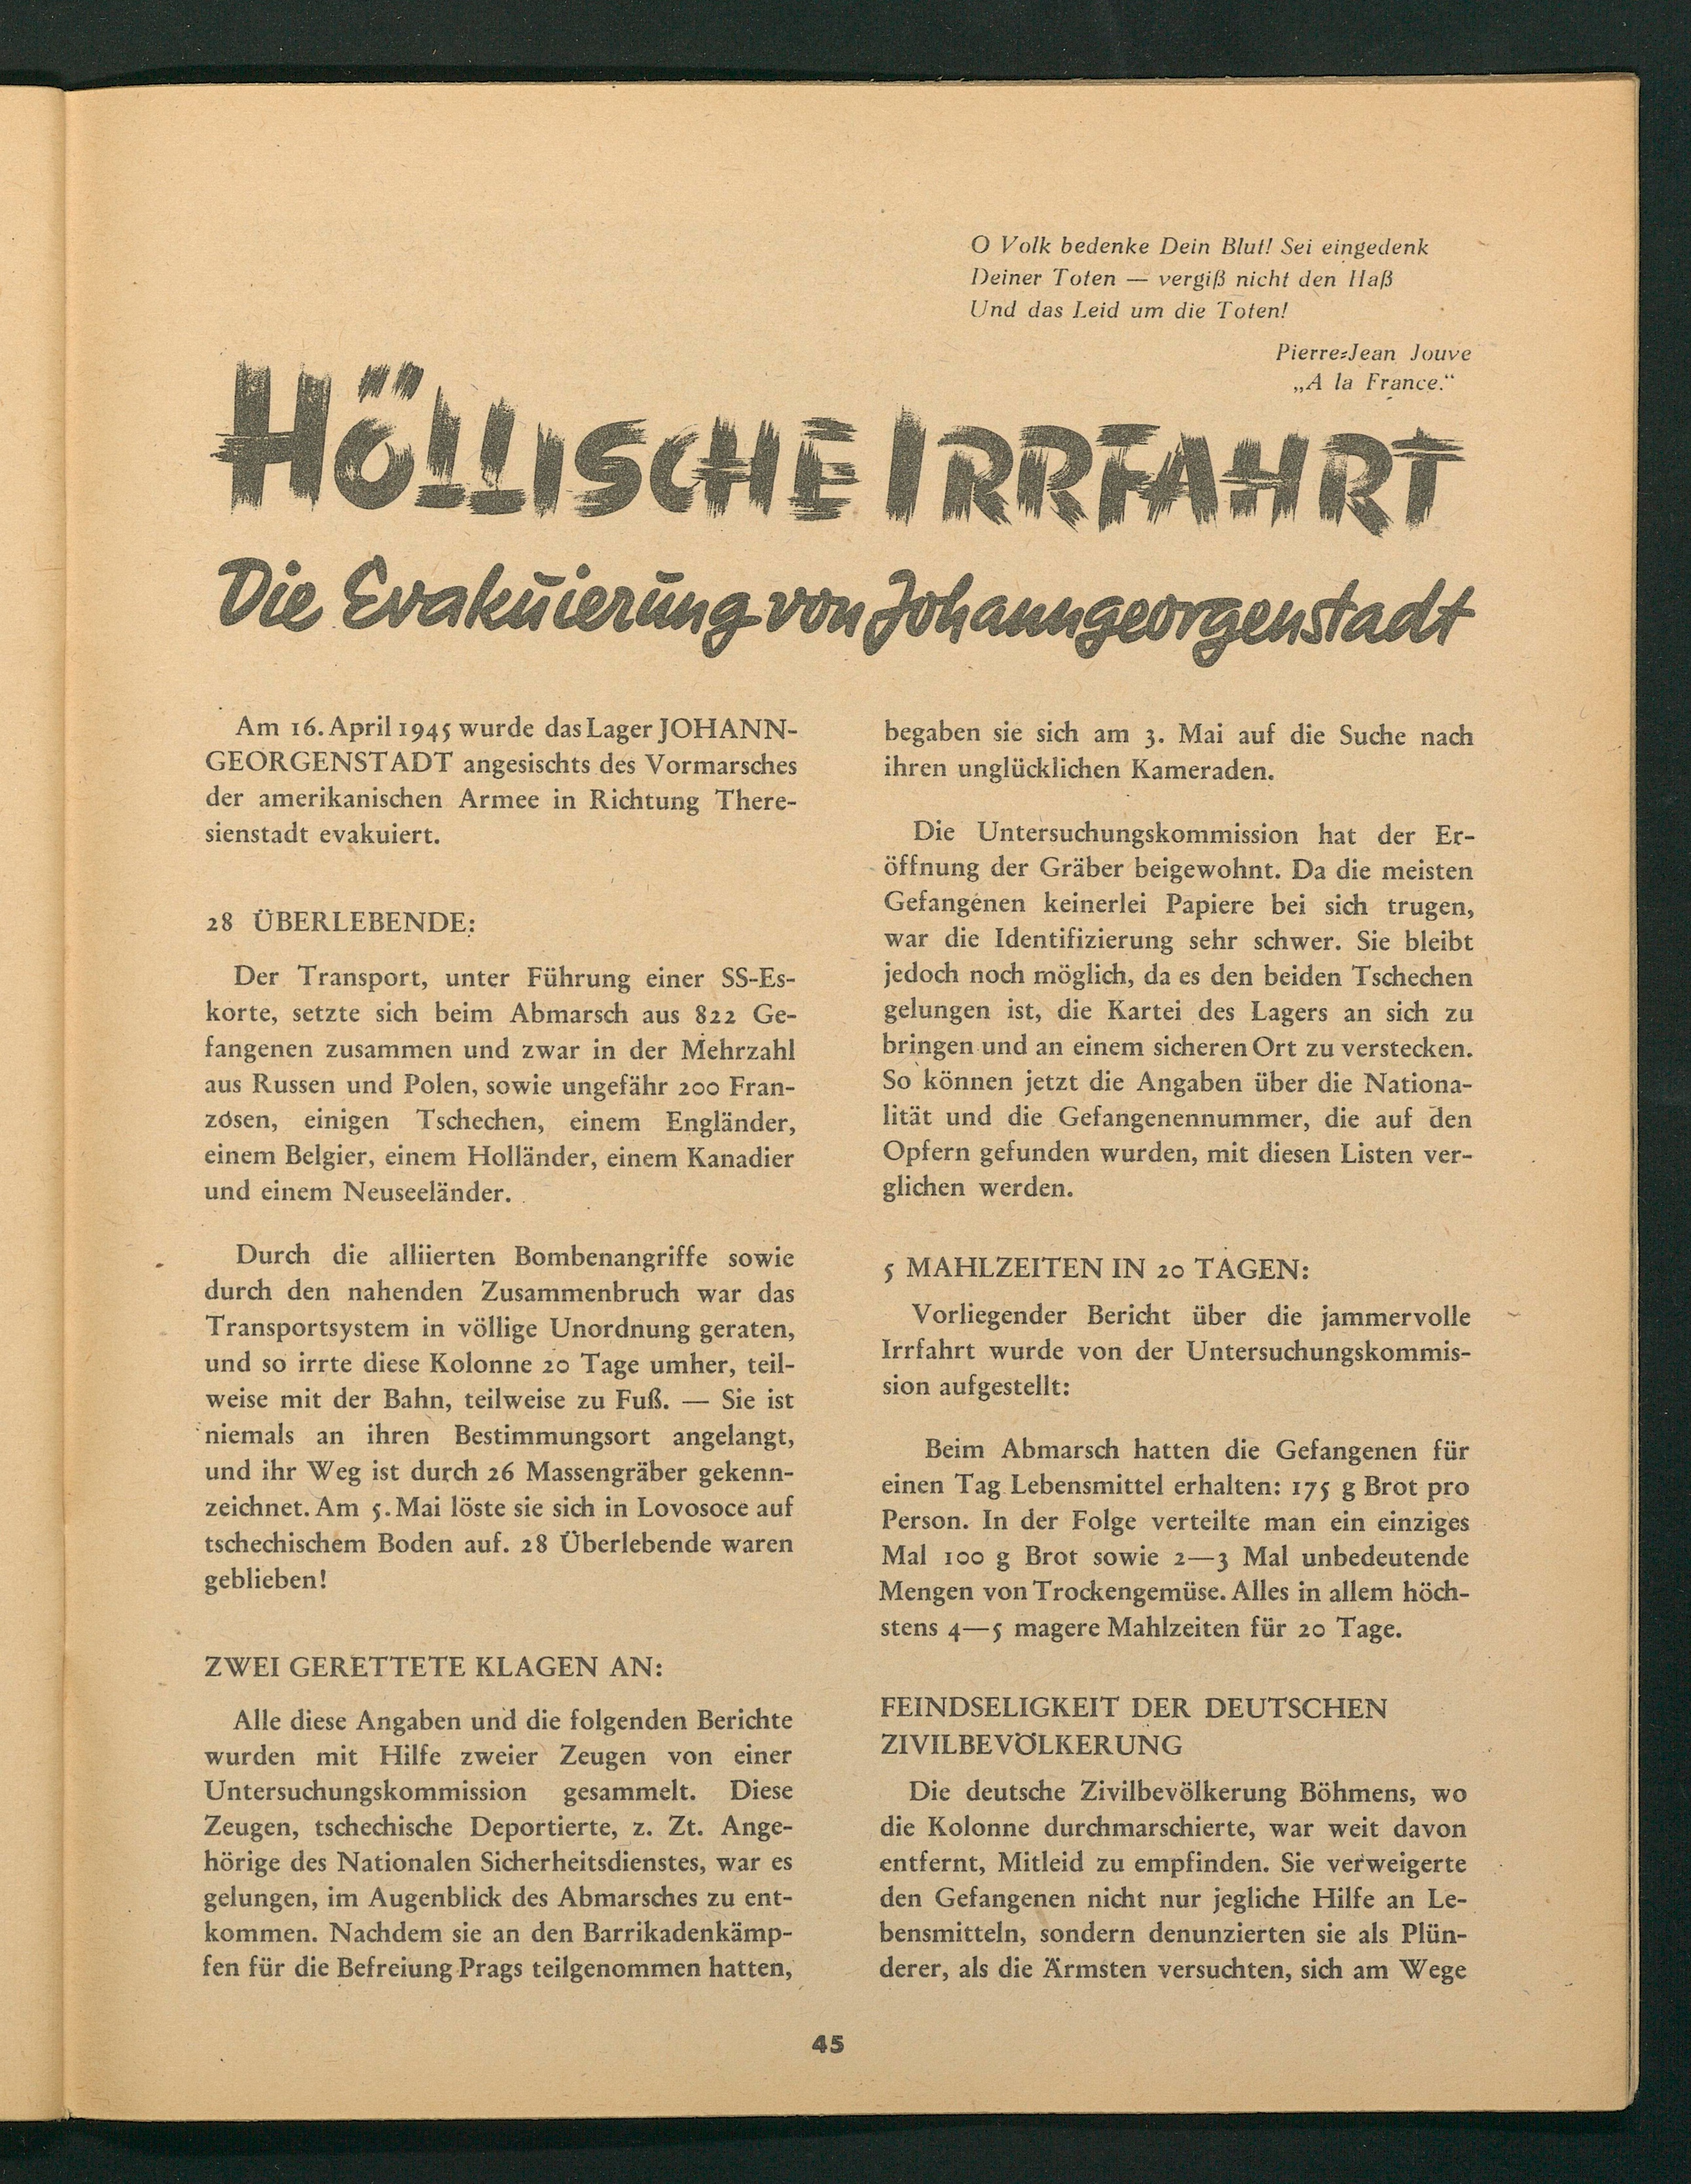 O Volk bedenke Dein Blut! Sei eingedenk
Deiner Toten — vergiß nicht den Haß
Und das Leid um die Toten!
Pierre-Jean Jouve
„A la France.“
HÖLLISCHE IRRFAHRT
Die Evakuierung von Johanngeorgenstadt
Am 16. April 1945 wurde das Lager JOHANN-
GEORGENSTADT angesischts des Vormarsches
der amerikanischen Armee in Richtung There-
sienstadt evakuiert.
28 ÜBERLEBENDE:
Der Transport, unter Führung einer SS-Es-
korte, setzte sich beim Abmarsch aus 822 Ge-
fangenen zusammen und zwar in der Mehrzahl
aus Russen und Polen, sowie ungefähr 200 Fran-
zosen, einigen Tschechen, einem Engländer,
einem Belgier, einem Holländer, einem Kanadier
und einem Neuseeländer.
Durch die alliierten Bombenangriffe sowie
durch den nahenden Zusammenbruch war das
Transportsystem in völlige Unordnung geraten,
und so irrte diese Kolonne 20 Tage umher, teil-
weise mit der Bahn, teilweise zu Fuß. — Sie ist
niemals an ihren Bestimmungsort angelangt,
und ihr Weg ist durch 26 Massengräber gekenn-
zeichnet. Am 5. Mai löste sie sich in Lovosoce auf
tschechischem Boden auf. 28 Überlebende waren
geblieben!
ZWEI GERETTETE KLAGEN AN:
Alle diese Angaben und die folgenden Berichte
wurden mit Hilfe zweier Zeugen von einer
Untersuchungskommission gesammelt. Diese
Zeugen, tschechische Deportierte, z. Zt. Ange-
hörige des Nationalen Sicherheitsdienstes, war es
gelungen, im Augenblick des Abmarsches zu ent-
kommen. Nachdem sie an den Barrikadenkämp-
fen für die Befreiung Prags teilgenommen hatten,
begaben sie sich am 3. Mai auf die Suche nach
ihren unglücklichen Kameraden.
Die Untersuchungskommission hat der Er-
öffnung der Gräber beigewohnt. Da die meisten
Gefangenen keinerlei Papiere bei sich trugen,
war die Identifizierung sehr schwer. Sie bleibt
jedoch noch möglich, da es den beiden Tschechen
gelungen ist, die Kartei des Lagers an sich zu
bringen und an einem sicheren Ort zu verstecken.
So können jetzt die Angaben über die Nationa-
lität und die Gefangenennummer, die auf den
Opfern gefunden wurden, mit diesen Listen ver-
glichen werden.
5 MAHLZEITEN IN 20 TAGEN:
Vorliegender Bericht über die jammervolle
Irrfahrt wurde von der Untersuchungskommis-
sion aufgestellt:
Beim Abmarsch hatten die Gefangenen für
einen Tag Lebensmittel erhalten: 175 g Brot pro
Person. In der Folge verteilte man ein einziges
Mal 100 g Brot sowie 2—3 Mal unbedeutende
Mengen von Trockengemüse. Alles in allem höch-
stens 4—5 magere Mahlzeiten für 20 Tage.
FEINDSELIGKEIT DER DEUTSCHEN
ZIVILBEVÖLKERUNG
Die deutsche Zivilbevölkerung Böhmens, wo
die Kolonne durchmarschierte, war weit davon
entfernt, Mitleid zu empfinden. Sie verweigerte
den Gefangenen nicht nur jegliche Hilfe an Le-
bensmitteln, sondern denunzierten sie als Plün-
derer, als die Ärmsten versuchten, sich am Wege
45